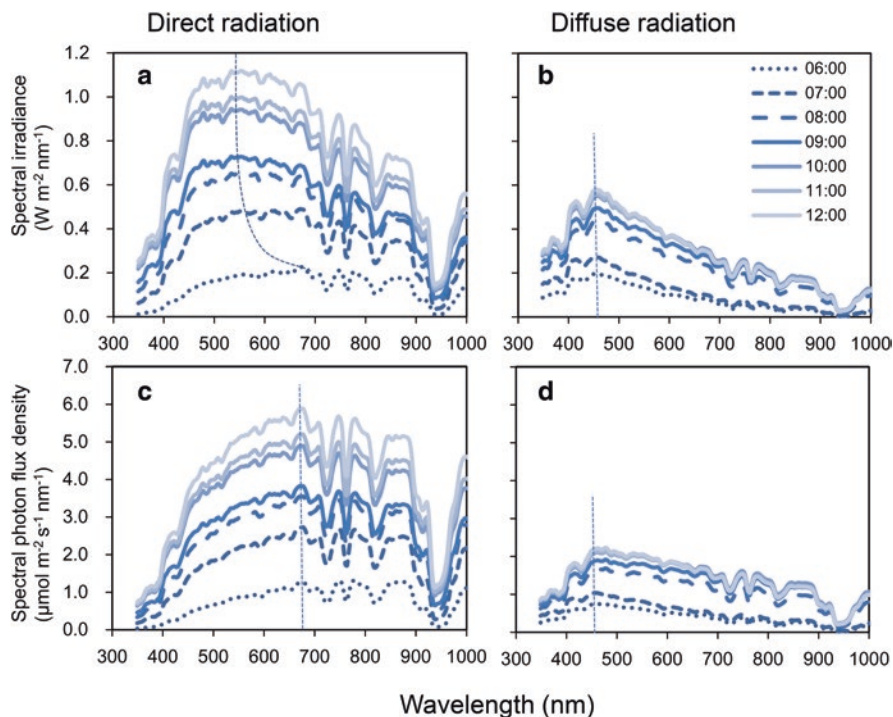 Direct radiation
Diffuse radiation
Spectral irradiance
(W m⁻² nm⁻¹)
1.2
1.0
0.8
0.6
0.4
0.2
0.0
a
300 400 500 600 700 800 900 1000
b
06:00
07:00
08:00
09:00
10:00
11:00
12:00
300 400 500 600 700 800 900 1000
Spectral photon flux density
(µmol m⁻² s⁻¹ nm⁻¹)
7.0
6.0
5.0
4.0
3.0
2.0
1.0
0.0
c
300 400 500 600 700 800 900 1000
d
300 400 500 600 700 800 900 1000
Wavelength (nm)